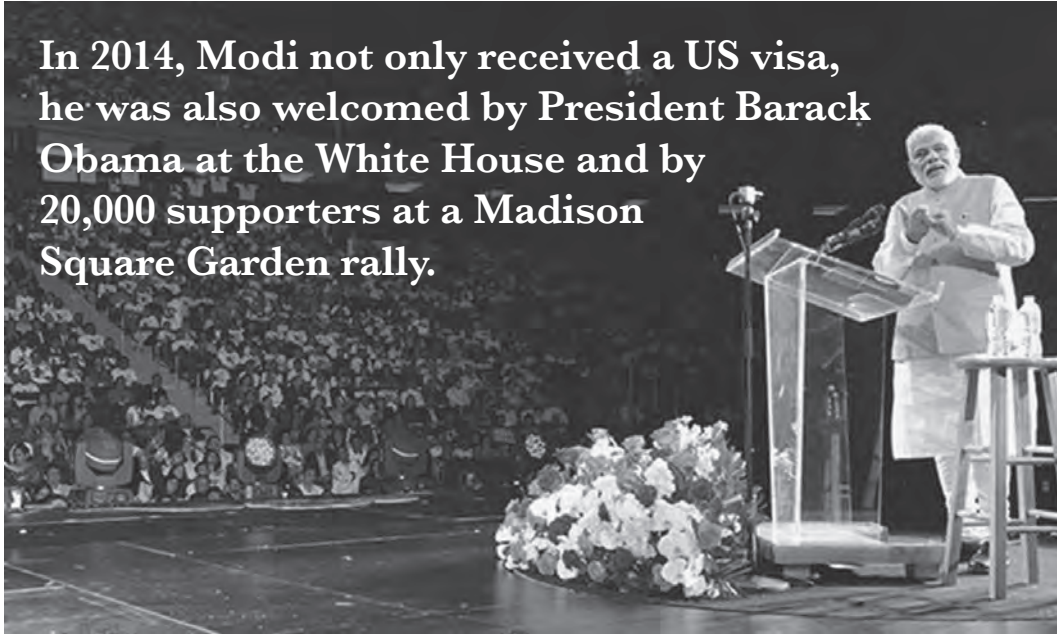 In 2014, Modi not only received a US visa,
he was also welcomed by President Barack
Obama at the White House and by
20,000 supporters at a Madison
Square Garden rally.